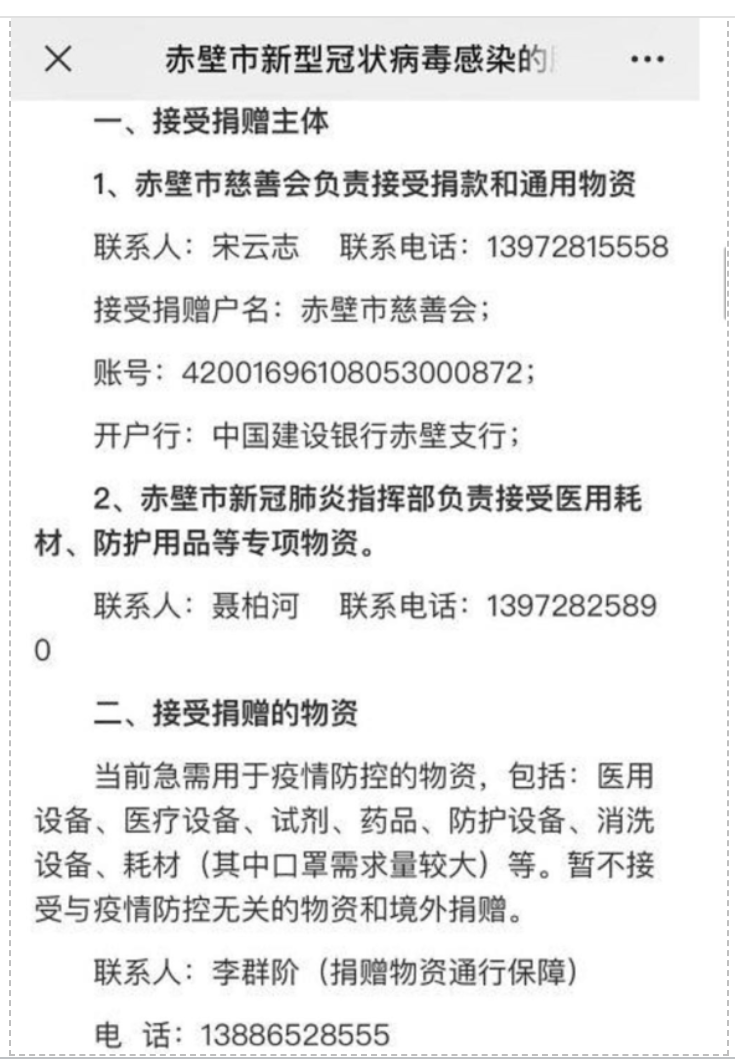 赤壁市新型冠状病毒感染的
一、接受捐赠主体
1、赤壁市慈善会负责接受捐款和通用物资
联系人：宋云志 联系电话：13972815558
接受捐赠户名：赤壁市慈善会；
账号：42001696108053000872；
开户行：中国建设银行赤壁支行；
2、赤壁市新冠肺炎指挥部负责接受医用耗
材、防护用品等专项物资。
联系人：聂柏河 联系电话：1397282589
0
二、接受捐赠的物资
当前急需用于疫情防控的物资，包括：医用
设备、医疗设备、试剂、药品、防护设备、消洗
设备、耗材（其中口罩需求量较大）等。暂不接
受与疫情防控无关的物资和境外捐赠。
联系人：李群阶（捐赠物资通行保障）
电 话：13886528555